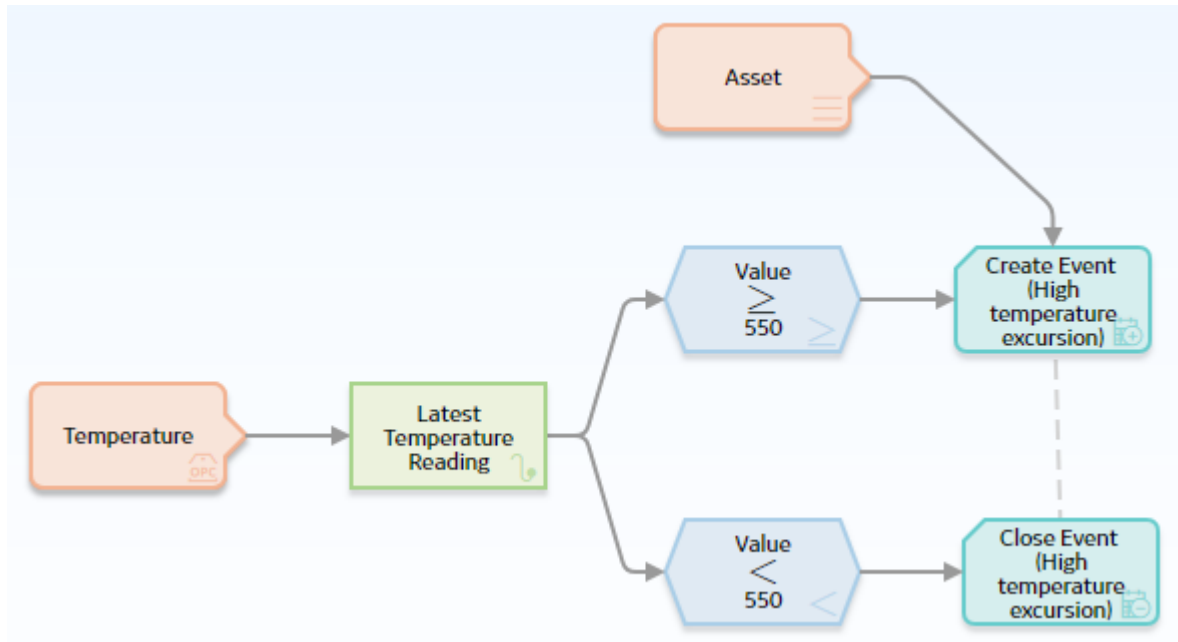 Asset
Value
≥
550
≥
Create Event
(High
temperature
excursion)
Temperature
OPC
Latest
Temperature
Reading
Value
<
550
<
Close Event
(High
temperature
excursion)